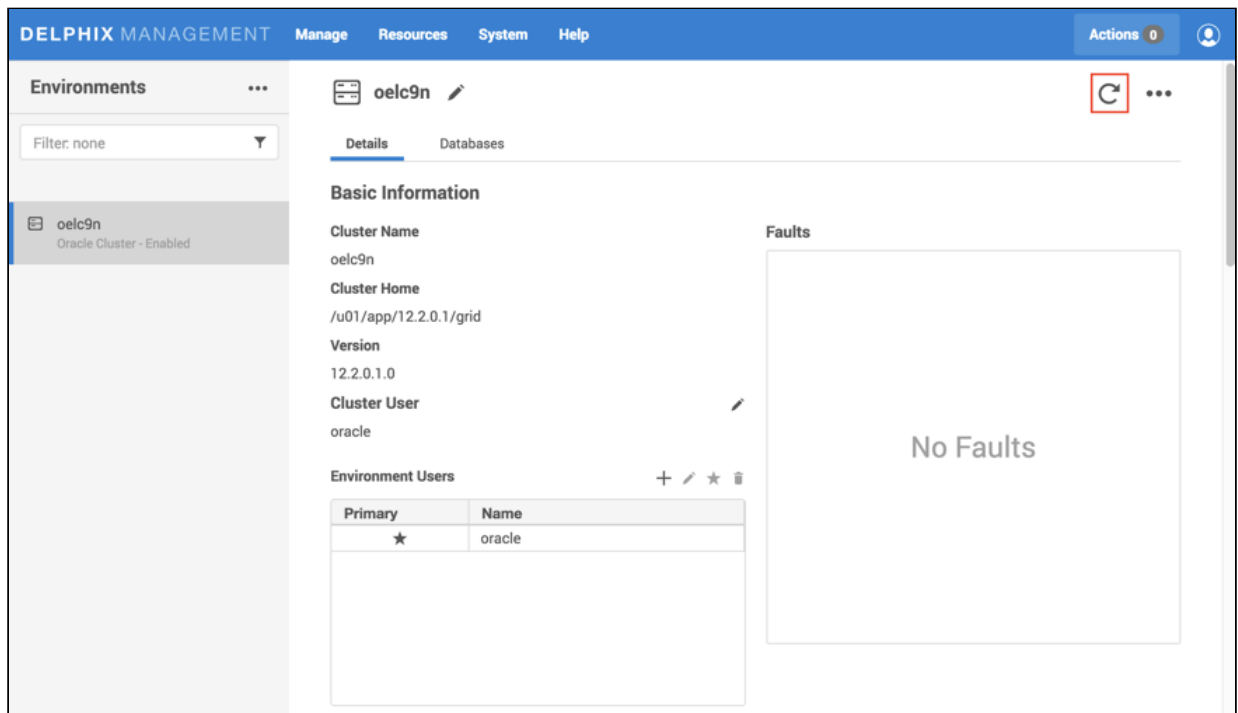 DELPHIX MANAGEMENT Manage Resources System Help Actions 0
Environments
Filter: none
oelc9n
Oracle Cluster - Enabled
oelc9n
Details Databases
Basic Information
Cluster Name
oelc9n
Cluster Home
/u01/app/12.2.0.1/grid
Version
12.2.0.1.0
Cluster User
oracle
Environment Users
Primary Name
oracle
Faults
No Faults